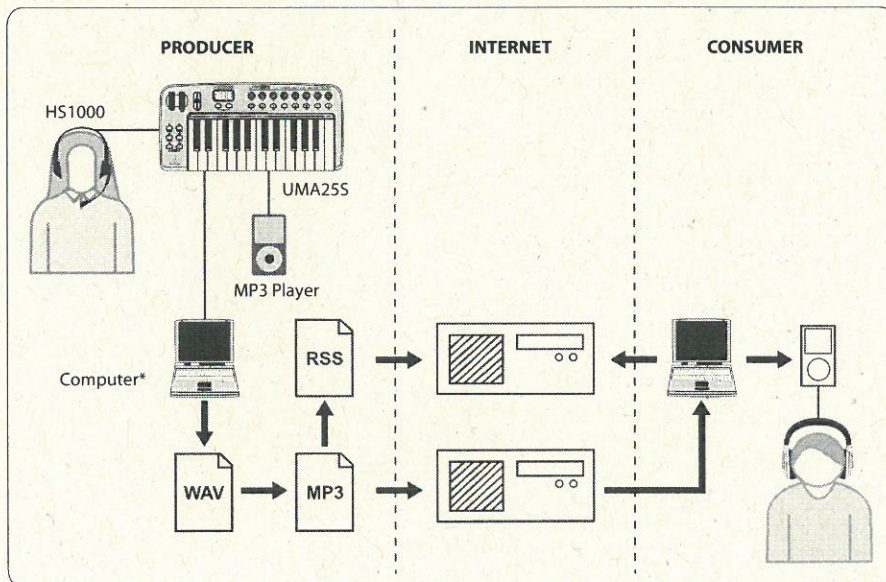 PRODUCER
INTERNET
CONSUMER
HS1000
UMA25S
MP3 Player
Computer*
RSS
WAV
MP3